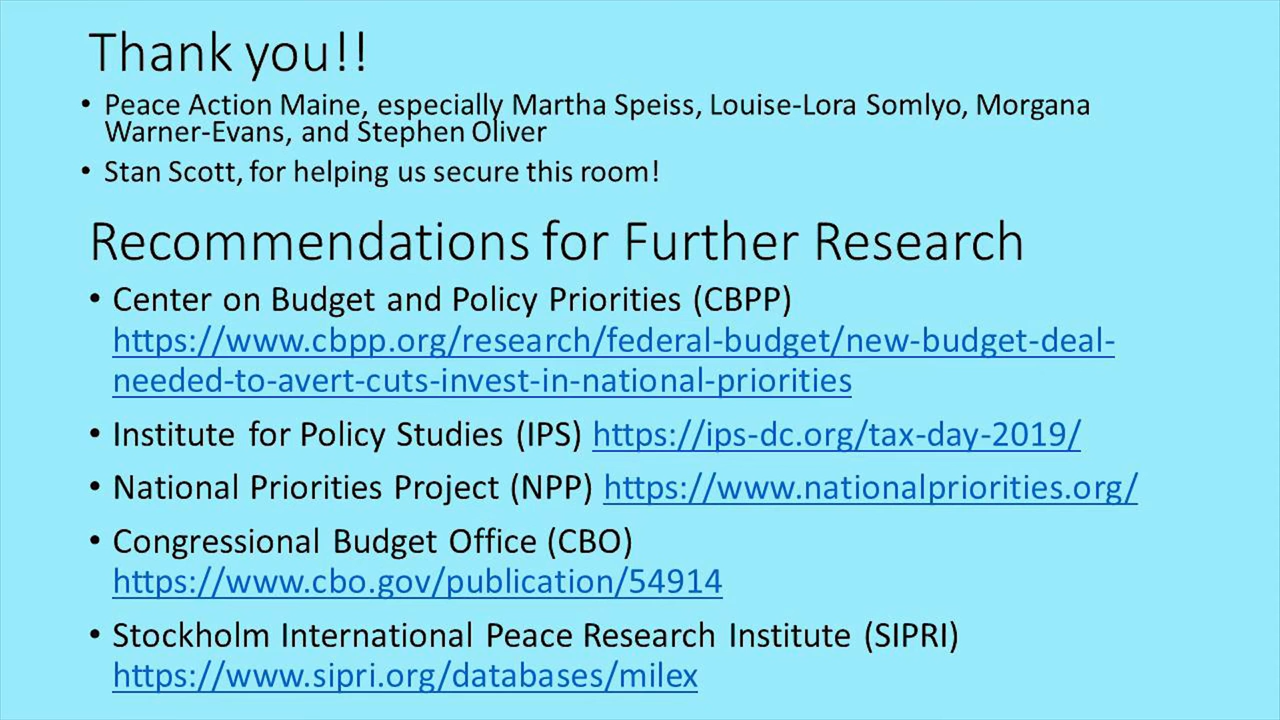 Thank you!!
• Peace Action Maine, especially Martha Speiss, Louise-Lora Somlyo, Morgana
Warner-Evans, and Stephen Oliver
• Stan Scott, for helping us secure this room!
Recommendations for Further Research
• Center on Budget and Policy Priorities (CBPP)
https://www.cbpp.org/research/federal-budget/new-budget-deal-
needed-to-avert-cuts-invest-in-national-priorities
• Institute for Policy Studies (IPS) https://ips-dc.org/tax-day-2019/
• National Priorities Project (NPP) https://www.nationalpriorities.org/
• Congressional Budget Office (CBO)
https://www.cbo.gov/publication/54914
• Stockholm International Peace Research Institute (SIPRI)
https://www.sipri.org/databases/milex